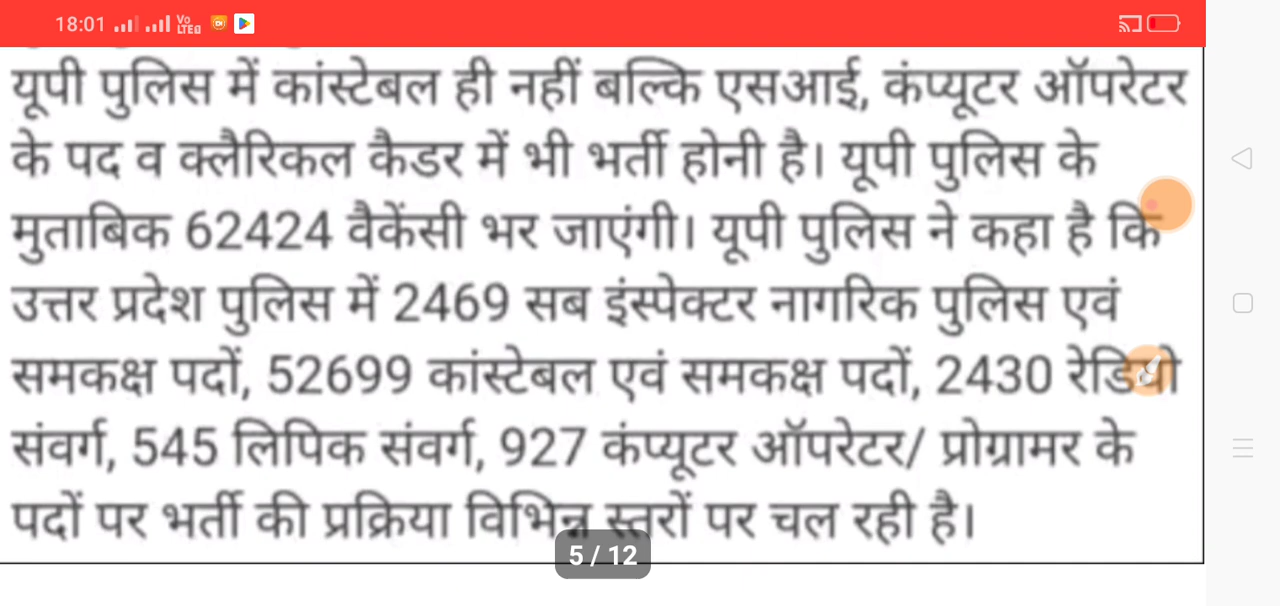 18:01 Vo LTE
यूपी पुलिस में कांस्टेबल ही नहीं बल्कि एसआई, कंप्यूटर ऑपरेटर
के पद व क्लैरिकल कैडर में भी भर्ती होनी है। यूपी पुलिस के
मुताबिक 62424 वैकेंसी भर जाएंगी। यूपी पुलिस ने कहा है कि
उत्तर प्रदेश पुलिस में 2469 सब इंस्पेक्टर नागरिक पुलिस एवं
समकक्ष पदों, 52699 कांस्टेबल एवं समकक्ष पदों, 2430 रेडियो
संवर्ग, 545 लिपिक संवर्ग, 927 कंप्यूटर ऑपरेटर/ प्रोग्रामर के
पदों पर भर्ती की प्रक्रिया विभिन्न स्तरों पर चल रही है।
5 / 12